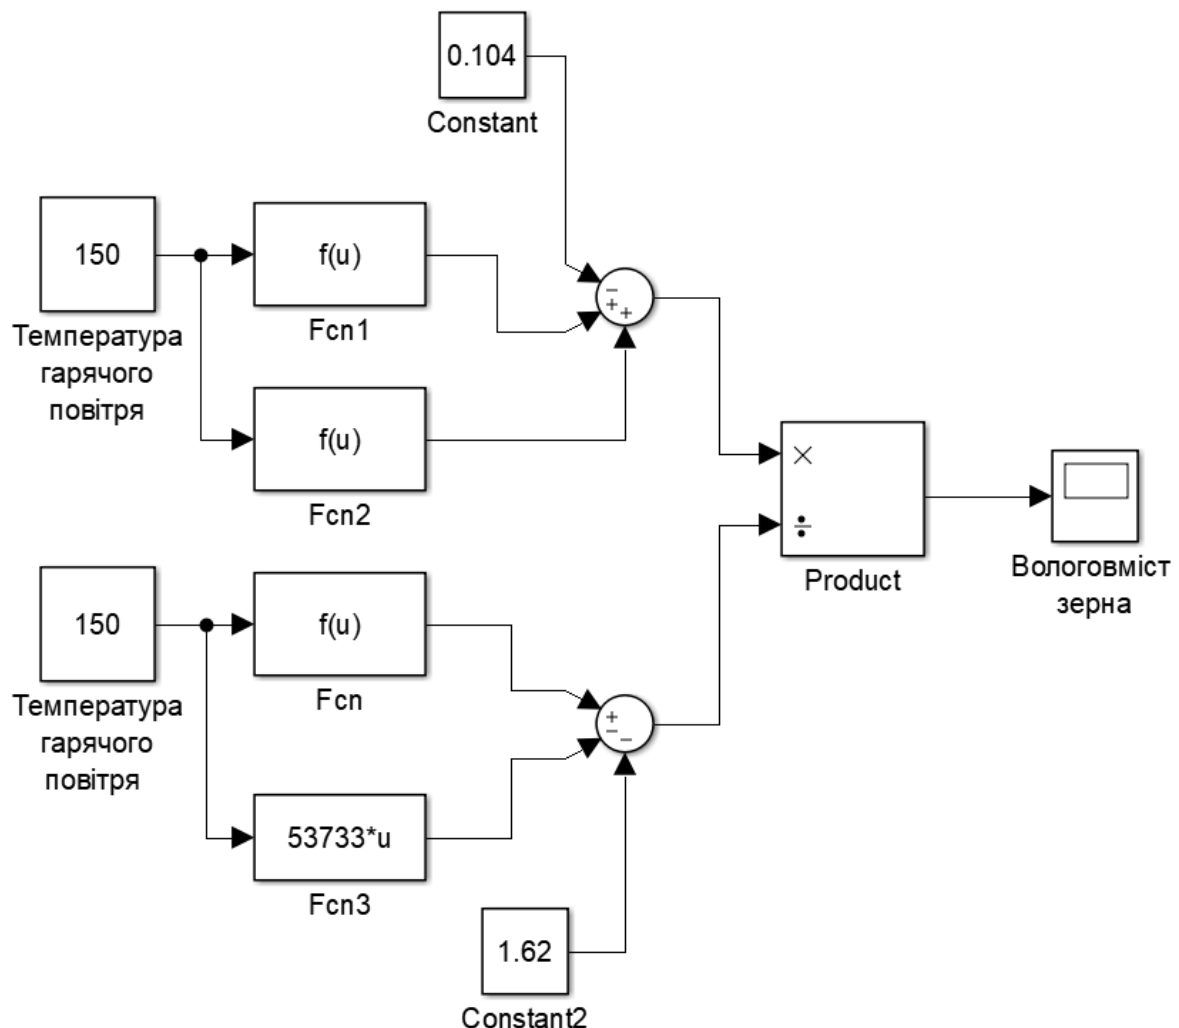 0.104
Constant
150
Температура
гарячого
повітря
f(u)
Fcn1
f(u)
Fcn2
−
+
+
150
Температура
гарячого
повітря
f(u)
Fcn
53733*u
Fcn3
+
−
−
1.62
Constant2
×
÷
Product
Вологовміст
зерна